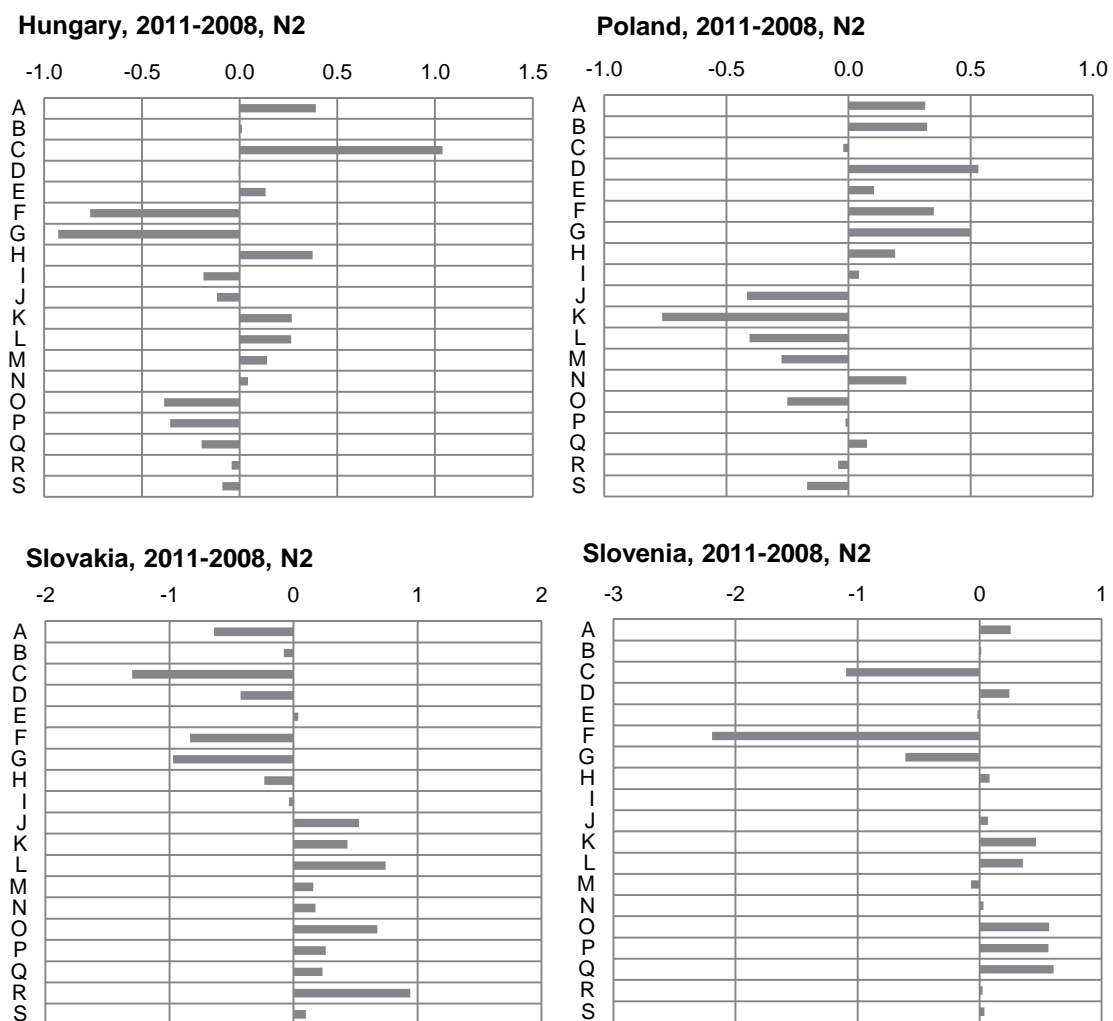 Hungary, 2011-2008, N2
-1.0 -0.5 0.0 0.5 1.0 1.5
A
B
C
D
E
F
G
H
I
J
K
L
M
N
O
P
Q
R
S
Poland, 2011-2008, N2
-1.0 -0.5 0.0 0.5 1.0
A
B
C
D
E
F
G
H
I
J
K
L
M
N
O
P
Q
R
S
Slovakia, 2011-2008, N2
-2 -1 0 1 2
A
B
C
D
E
F
G
H
I
J
K
L
M
N
O
P
Q
R
S
Slovenia, 2011-2008, N2
-3 -2 -1 0 1
A
B
C
D
E
F
G
H
I
J
K
L
M
N
O
P
Q
R
S